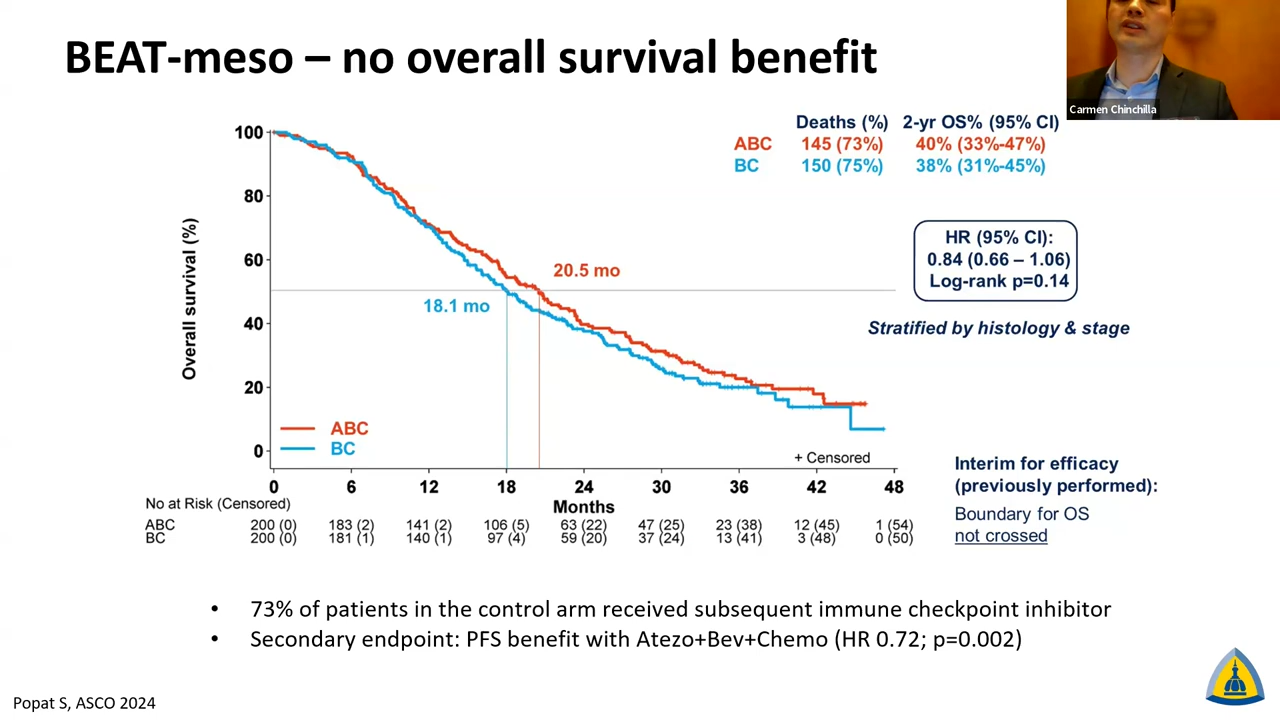 BEAT-meso – no overall survival benefit
Carmen Chinchilla
Deaths (%) 2-yr OS% (95% CI)
ABC 145 (73%) 40% (33%-47%)
BC 150 (75%) 38% (31%-45%)
HR (95% CI):
0.84 (0.66 – 1.06)
Log-rank p=0.14
Stratified by histology & stage
Overall survival (%)
100
80
60
40
20
0
20.5 mo
18.1 mo
ABC
BC
+ Censored
0 6 12 18 24 30 36 42 48
Months
No at Risk (Censored)
ABC 200 (0) 183 (2) 141 (2) 106 (5) 63 (22) 47 (25) 23 (38) 12 (45) 1 (54)
BC 200 (0) 181 (1) 140 (1) 97 (4) 59 (20) 37 (24) 13 (41) 3 (48) 0 (50)
Interim for efficacy
(previously performed):
Boundary for OS
not crossed
• 73% of patients in the control arm received subsequent immune checkpoint inhibitor
• Secondary endpoint: PFS benefit with Atezo+Bev+Chemo (HR 0.72; p=0.002)
Popat S, ASCO 2024